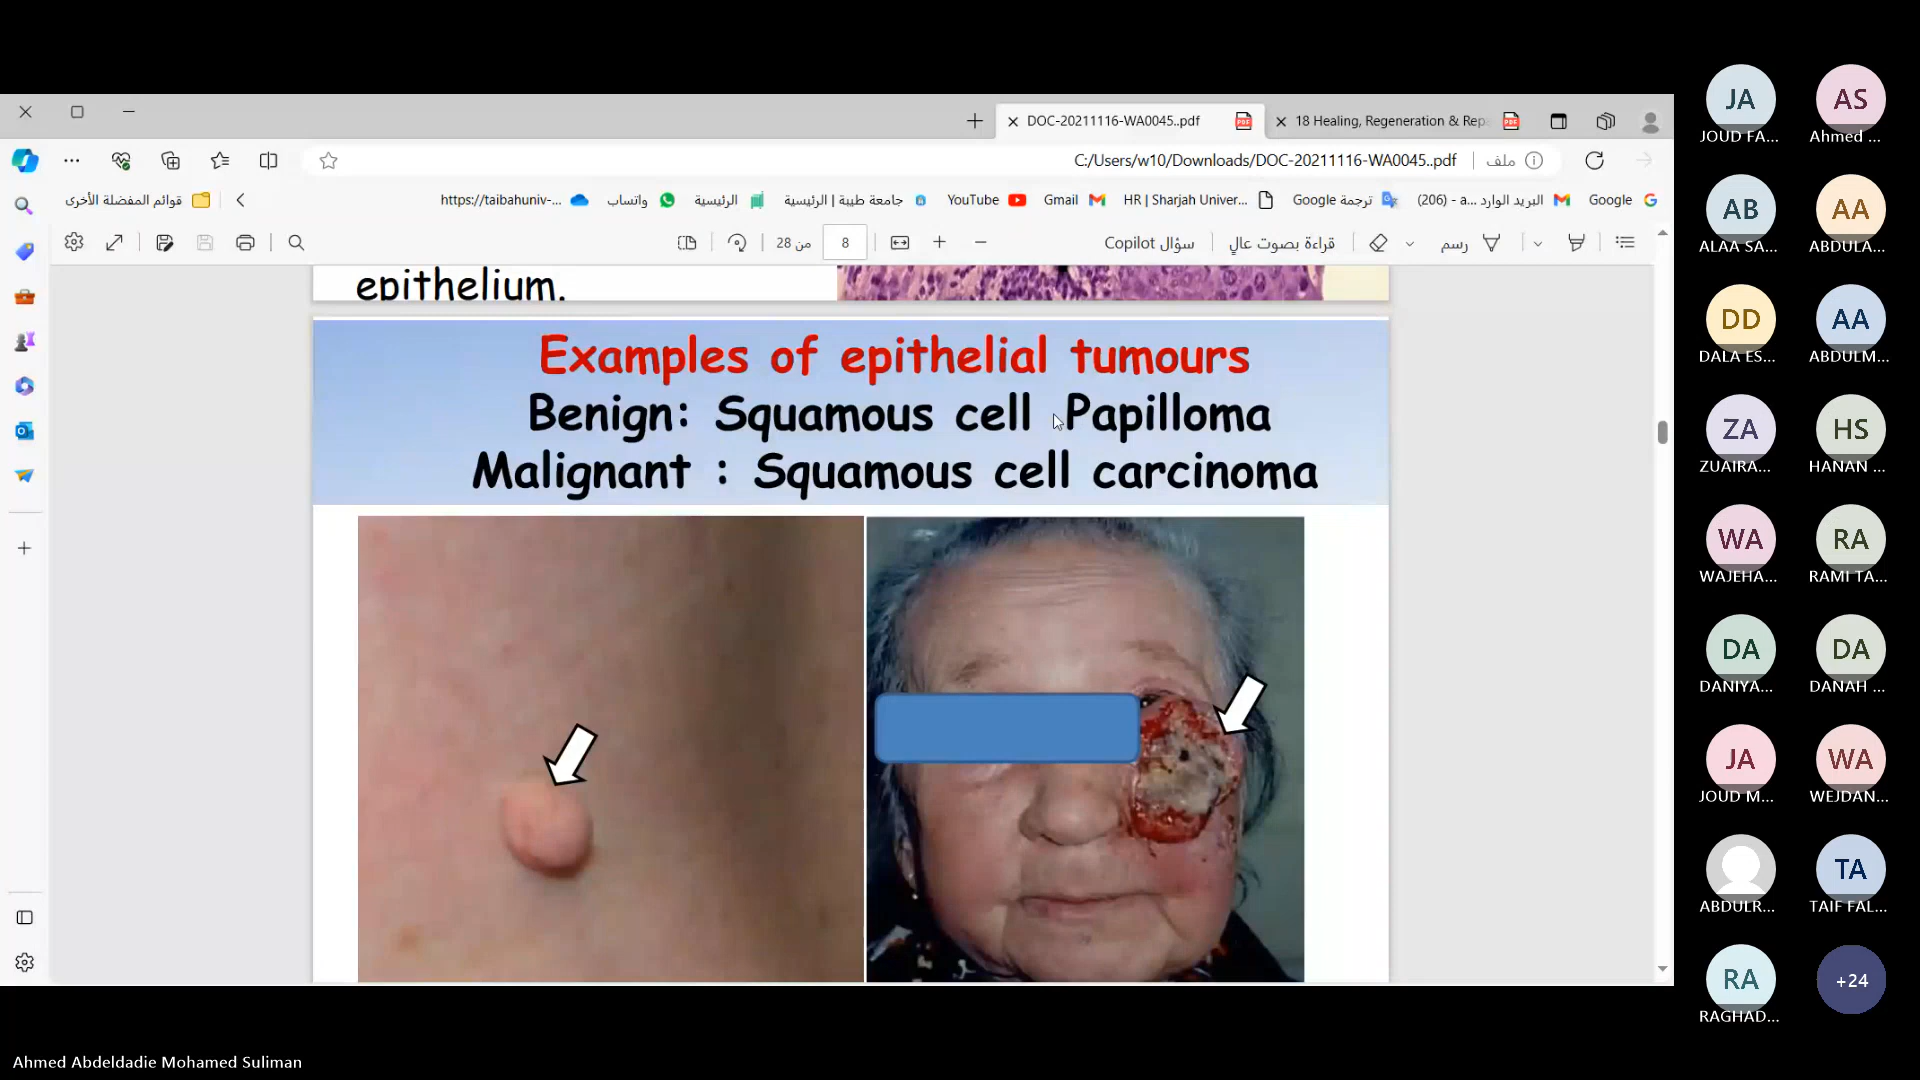 DOC-20211116-WA0045..pdf
18 Healing, Regeneration & Repa
C:/Users/w10/Downloads/DOC-20211116-WA0045..pdf
ملف
Google
البريد الوارد (206) - a...
ترجمة Google
HR | Sharjah Univer...
Gmail
YouTube
جامعة طيبة | الرئيسية
الرئيسية
واتساب
https://taibahuniv-...
قوائم المفضلة الأخرى
رسم
قراءة بصوت عالٍ
سؤال Copilot
8
من 28
epithelium.
Examples of epithelial tumours
Benign: Squamous cell Papilloma
Malignant : Squamous cell carcinoma
JA
JOUD FA...
AS
Ahmed ...
AB
ALAA SA...
AA
ABDULA...
DD
DALA ES...
AA
ABDULM...
ZA
ZUAIRA...
HS
HANAN ...
WA
WAJEHA...
RA
RAMI TA...
DA
DANIYA...
DA
DANAH ...
JA
JOUD M...
WA
WEJDAN...
ABDULR...
TA
TAIF FAL...
RA
RAGHAD...
+24
Ahmed Abdeldadie Mohamed Suliman